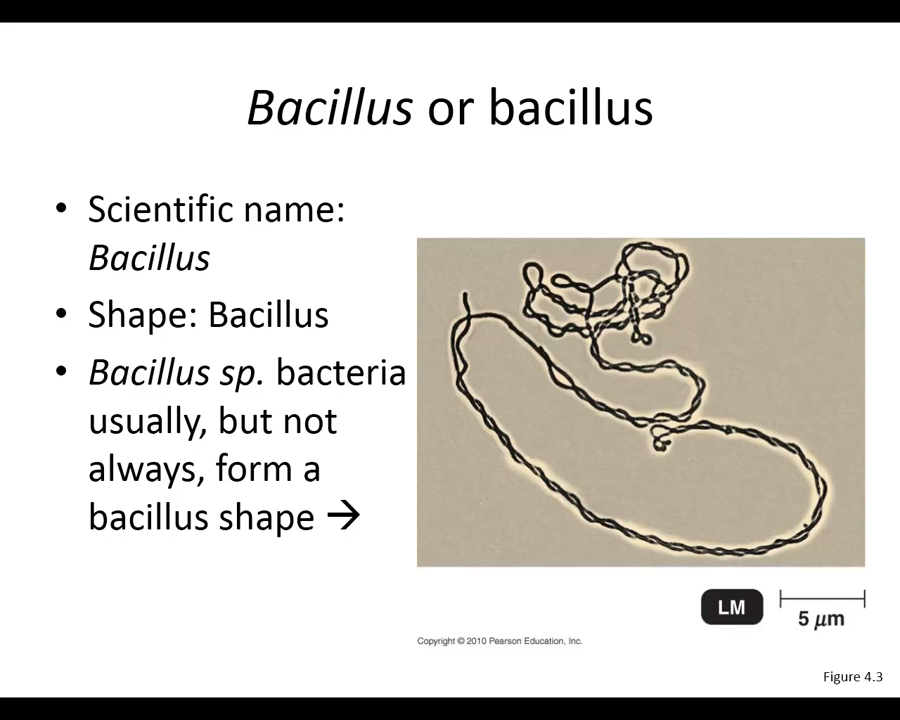 Bacillus or bacillus
• Scientific name:
Bacillus
• Shape: Bacillus
• Bacillus sp. bacteria
usually, but not
always, form a
bacillus shape →
LM
5 μm
Copyright © 2010 Pearson Education, Inc.
Figure 4.3